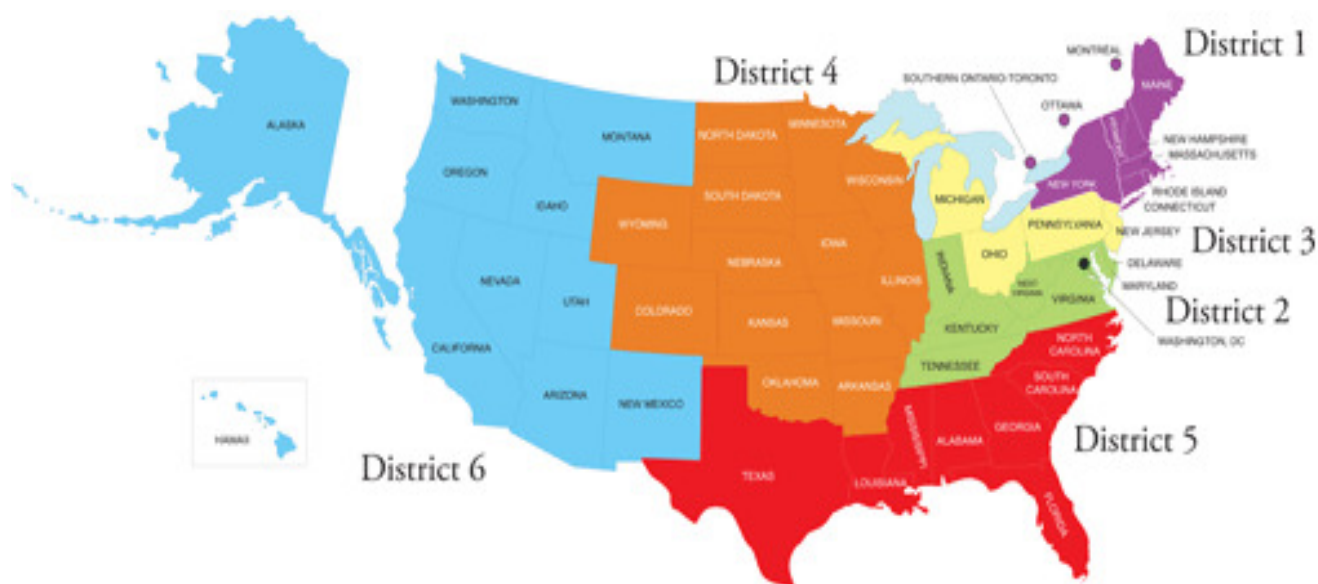 District 1
MONTREAL
District 4
SOUTHERN ONTARIO-TORONTO
MAINE
OTTAWA
WASHINGTON
ALASKA
MONTANA
NORTH DAKOTA
MINNESOTA
VERMONT
NEW HAMPSHIRE
MASSACHUSETTS
OREGON
IDAHO
SOUTH DAKOTA
WISCONSIN
MICHIGAN
NEW YORK
RHODE ISLAND
CONNECTICUT
WYOMING
PENNSYLVANIA
NEW JERSEY
District 3
IOWA
NEBRASKA
OHIO
NEVADA
UTAH
ILLINOIS
INDIANA
DELAWARE
MARYLAND
WEST
VIRGINIA
VIRGINIA
COLORADO
KANSAS
MISSOURI
KENTUCKY
District 2
WASHINGTON, DC
CALIFORNIA
NORTH
CAROLINA
TENNESSEE
OKLAHOMA
ARKANSAS
SOUTH
CAROLINA
ARIZONA
NEW MEXICO
MISSISSIPPI
ALABAMA
GEORGIA
District 5
HAWAII
District 6
TEXAS
LOUISIANA
FLORIDA